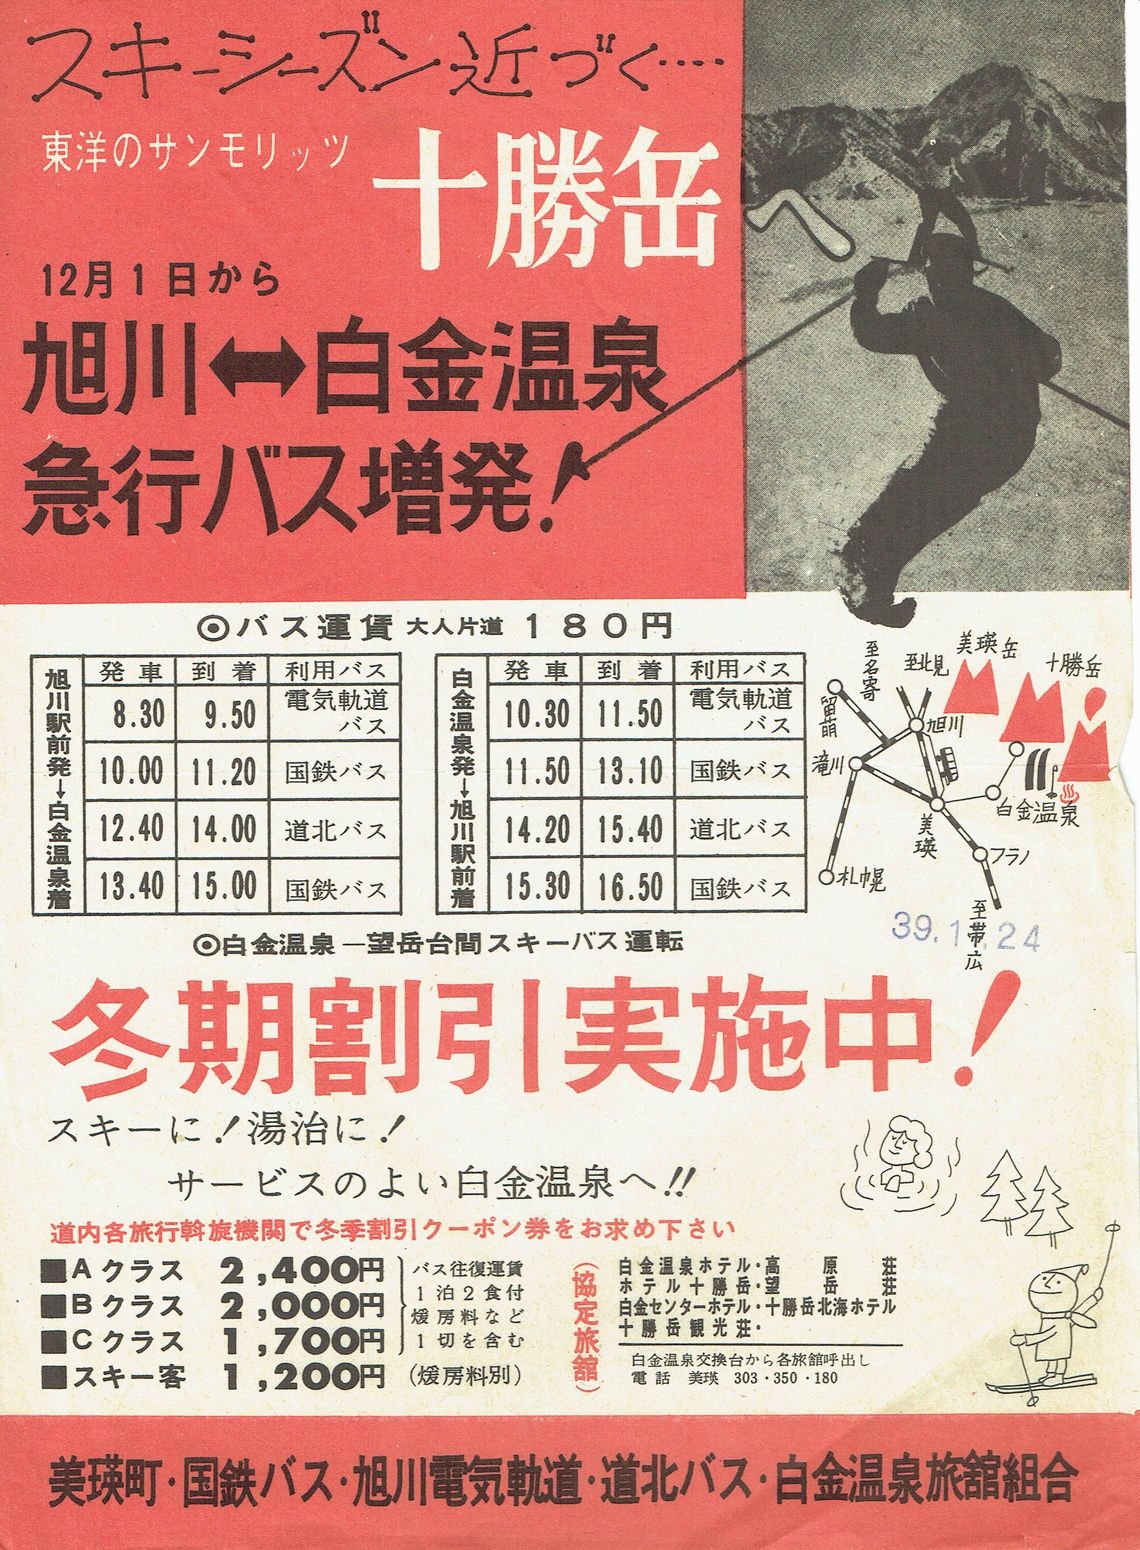 スキーシーズン近づく‥‥
東洋のサンモリッツ
十勝岳へ
12月1日から
旭川↔白金温泉
急行バス増発!
◎バス運賃 大人片道 180円
旭川駅前発→白金温泉着
発車 到着 利用バス
8.30 9.50 電気軌道バス
10.00 11.20 国鉄バス
12.40 14.00 道北バス
13.40 15.00 国鉄バス
白金温泉発→旭川駅前着
発車 到着 利用バス
10.30 11.50 電気軌道バス
11.50 13.10 国鉄バス
14.20 15.40 道北バス
15.30 16.50 国鉄バス
至名寄
至北見
美瑛岳
十勝岳
留萌
旭川
滝川
白金温泉
美瑛
フラノ
札幌
至帯広
◎白金温泉―望岳台間スキーバス運転
冬期割引実施中!
スキーに!湯治に!
サービスのよい白金温泉へ!!
道内各旅行斡旋機関で冬季割引クーポン券をお求め下さい
■Aクラス 2,400円
■Bクラス 2,000円
■Cクラス 1,700円
バス往復運賃
1泊2食付
煖房料など
1切を含む
■スキー客 1,200円 (煖房料別)
(協定旅館)
白金温泉ホテル・高原荘
ホテル十勝岳・望岳荘
白金センターホテル・十勝岳北海ホテル
十勝岳観光荘・
白金温泉交換台から各旅館呼出し
電話 美瑛 303・350・180
美瑛町・国鉄バス・旭川電気軌道・道北バス・白金温泉旅舘組合